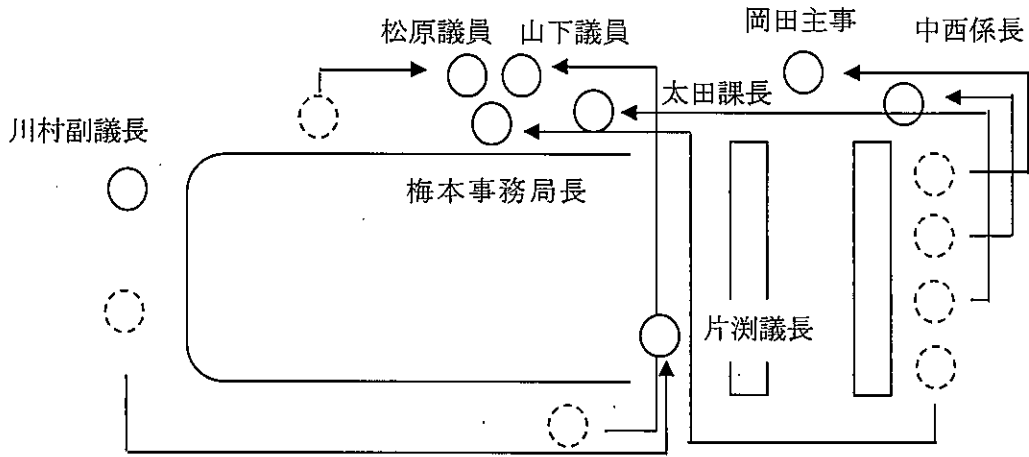 松原議員 山下議員 岡田主事 中西係長
太田課長
川村副議長
梅本事務局長
片渕議長